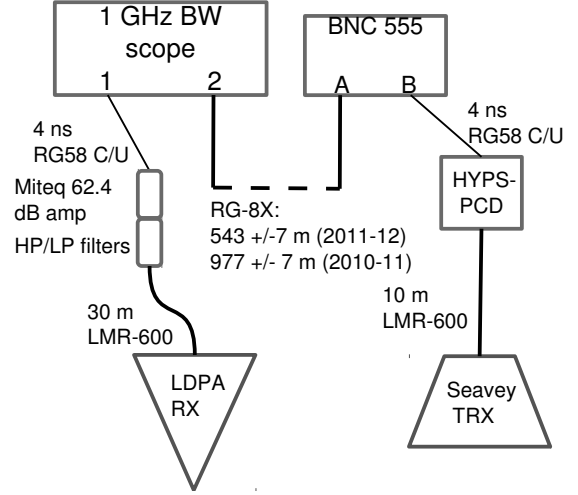 1 GHz BW
scope
1 2
BNC 555
A B
4 ns
RG58 C/U
4 ns
RG58 C/U
Miteq 62.4
dB amp
HP/LP filters
HYPS-
PCD
RG-8X:
543 +/-7 m (2011-12)
977 +/- 7 m (2010-11)
30 m
LMR-600
10 m
LMR-600
LDPA
RX
Seavey
TRX